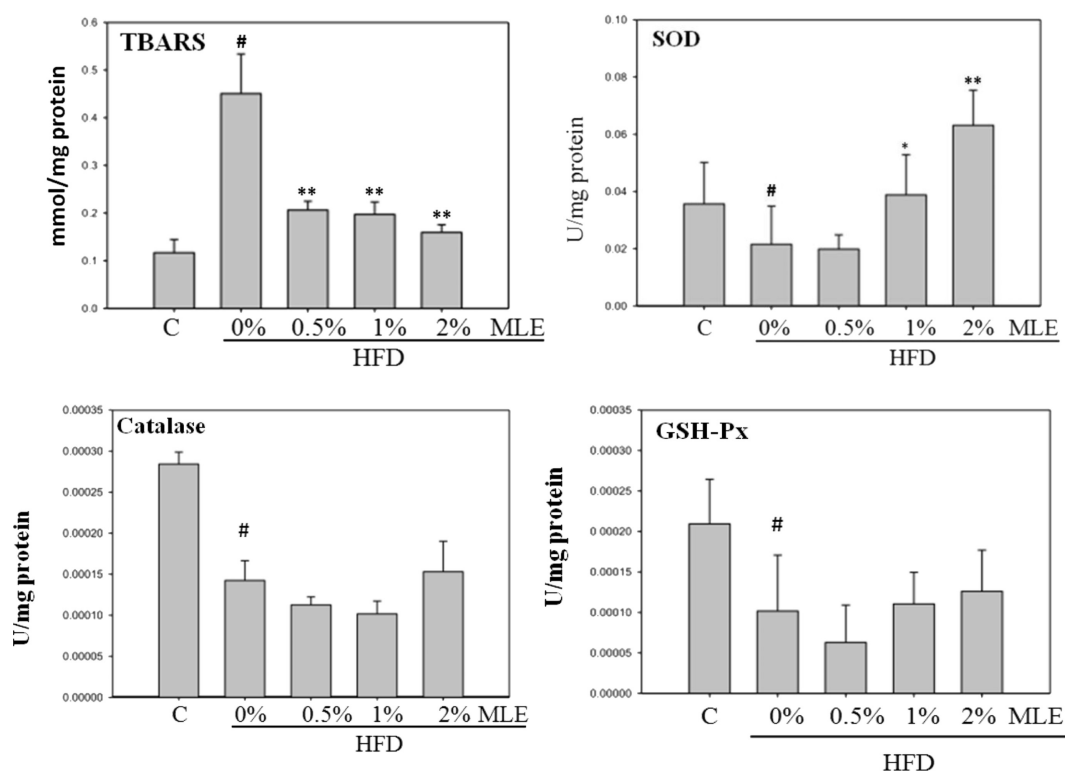 TBARS
mmol/mg protein
0.6
0.5
0.4
0.3
0.2
0.1
0.0
#
**
**
**
C 0% 0.5% 1% 2% MLE
HFD
SOD
U/mg protein
0.10
0.08
0.06
0.04
0.02
0.00
#
*
**
C 0% 0.5% 1% 2% MLE
HFD
Catalase
U/mg protein
0.00035
0.00030
0.00025
0.00020
0.00015
0.00010
0.00005
0.00000
#
C 0% 0.5% 1% 2% MLE
HFD
GSH-Px
U/mg protein
0.00035
0.00030
0.00025
0.00020
0.00015
0.00010
0.00005
0.00000
#
C 0% 0.5% 1% 2% MLE
HFD